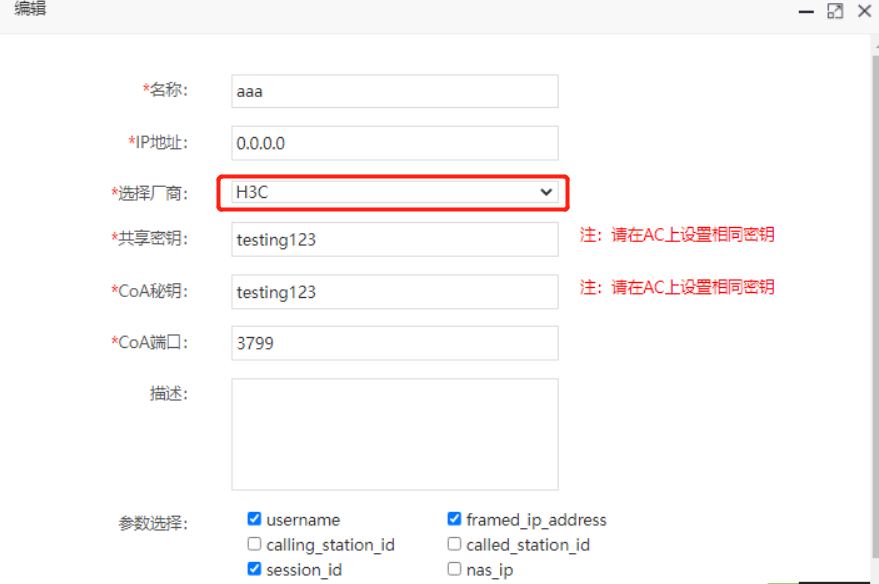 编辑
*名称: aaa
*IP地址: 0.0.0.0
*选择厂商: H3C
*共享密钥: testing123 注：请在AC上设置相同密钥
*CoA秘钥: testing123 注：请在AC上设置相同密钥
*CoA端口: 3799
描述:
参数选择: username framed_ip_address
calling_station_id called_station_id
session_id nas_ip